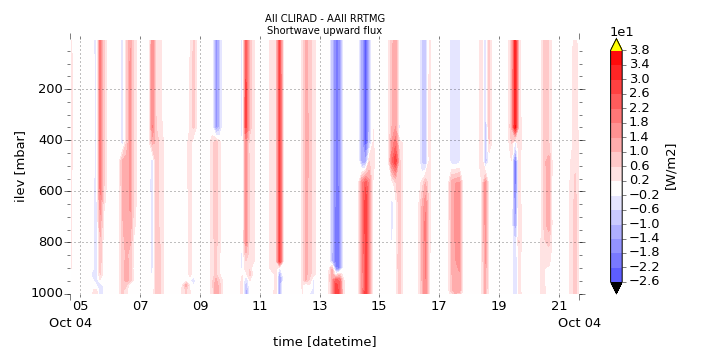 All CLIRAD - AAll RRTMG
Shortwave upward flux
1e1
ilev [mbar]
200
400
600
800
1000
05 07 09 11 13 15 17 19 21
Oct 04 Oct 04
time [datetime]
3.8
3.4
3.0
2.6
2.2
1.8
1.4
1.0
0.6
0.2
−0.2
−0.6
−1.0
−1.4
−1.8
−2.2
−2.6
[W/m2]